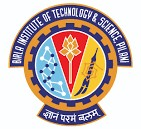 BIRLA INSTITUTE OF TECHNOLOGY & SCIENCE, PILANI
ज्ञानं परमं बलम्